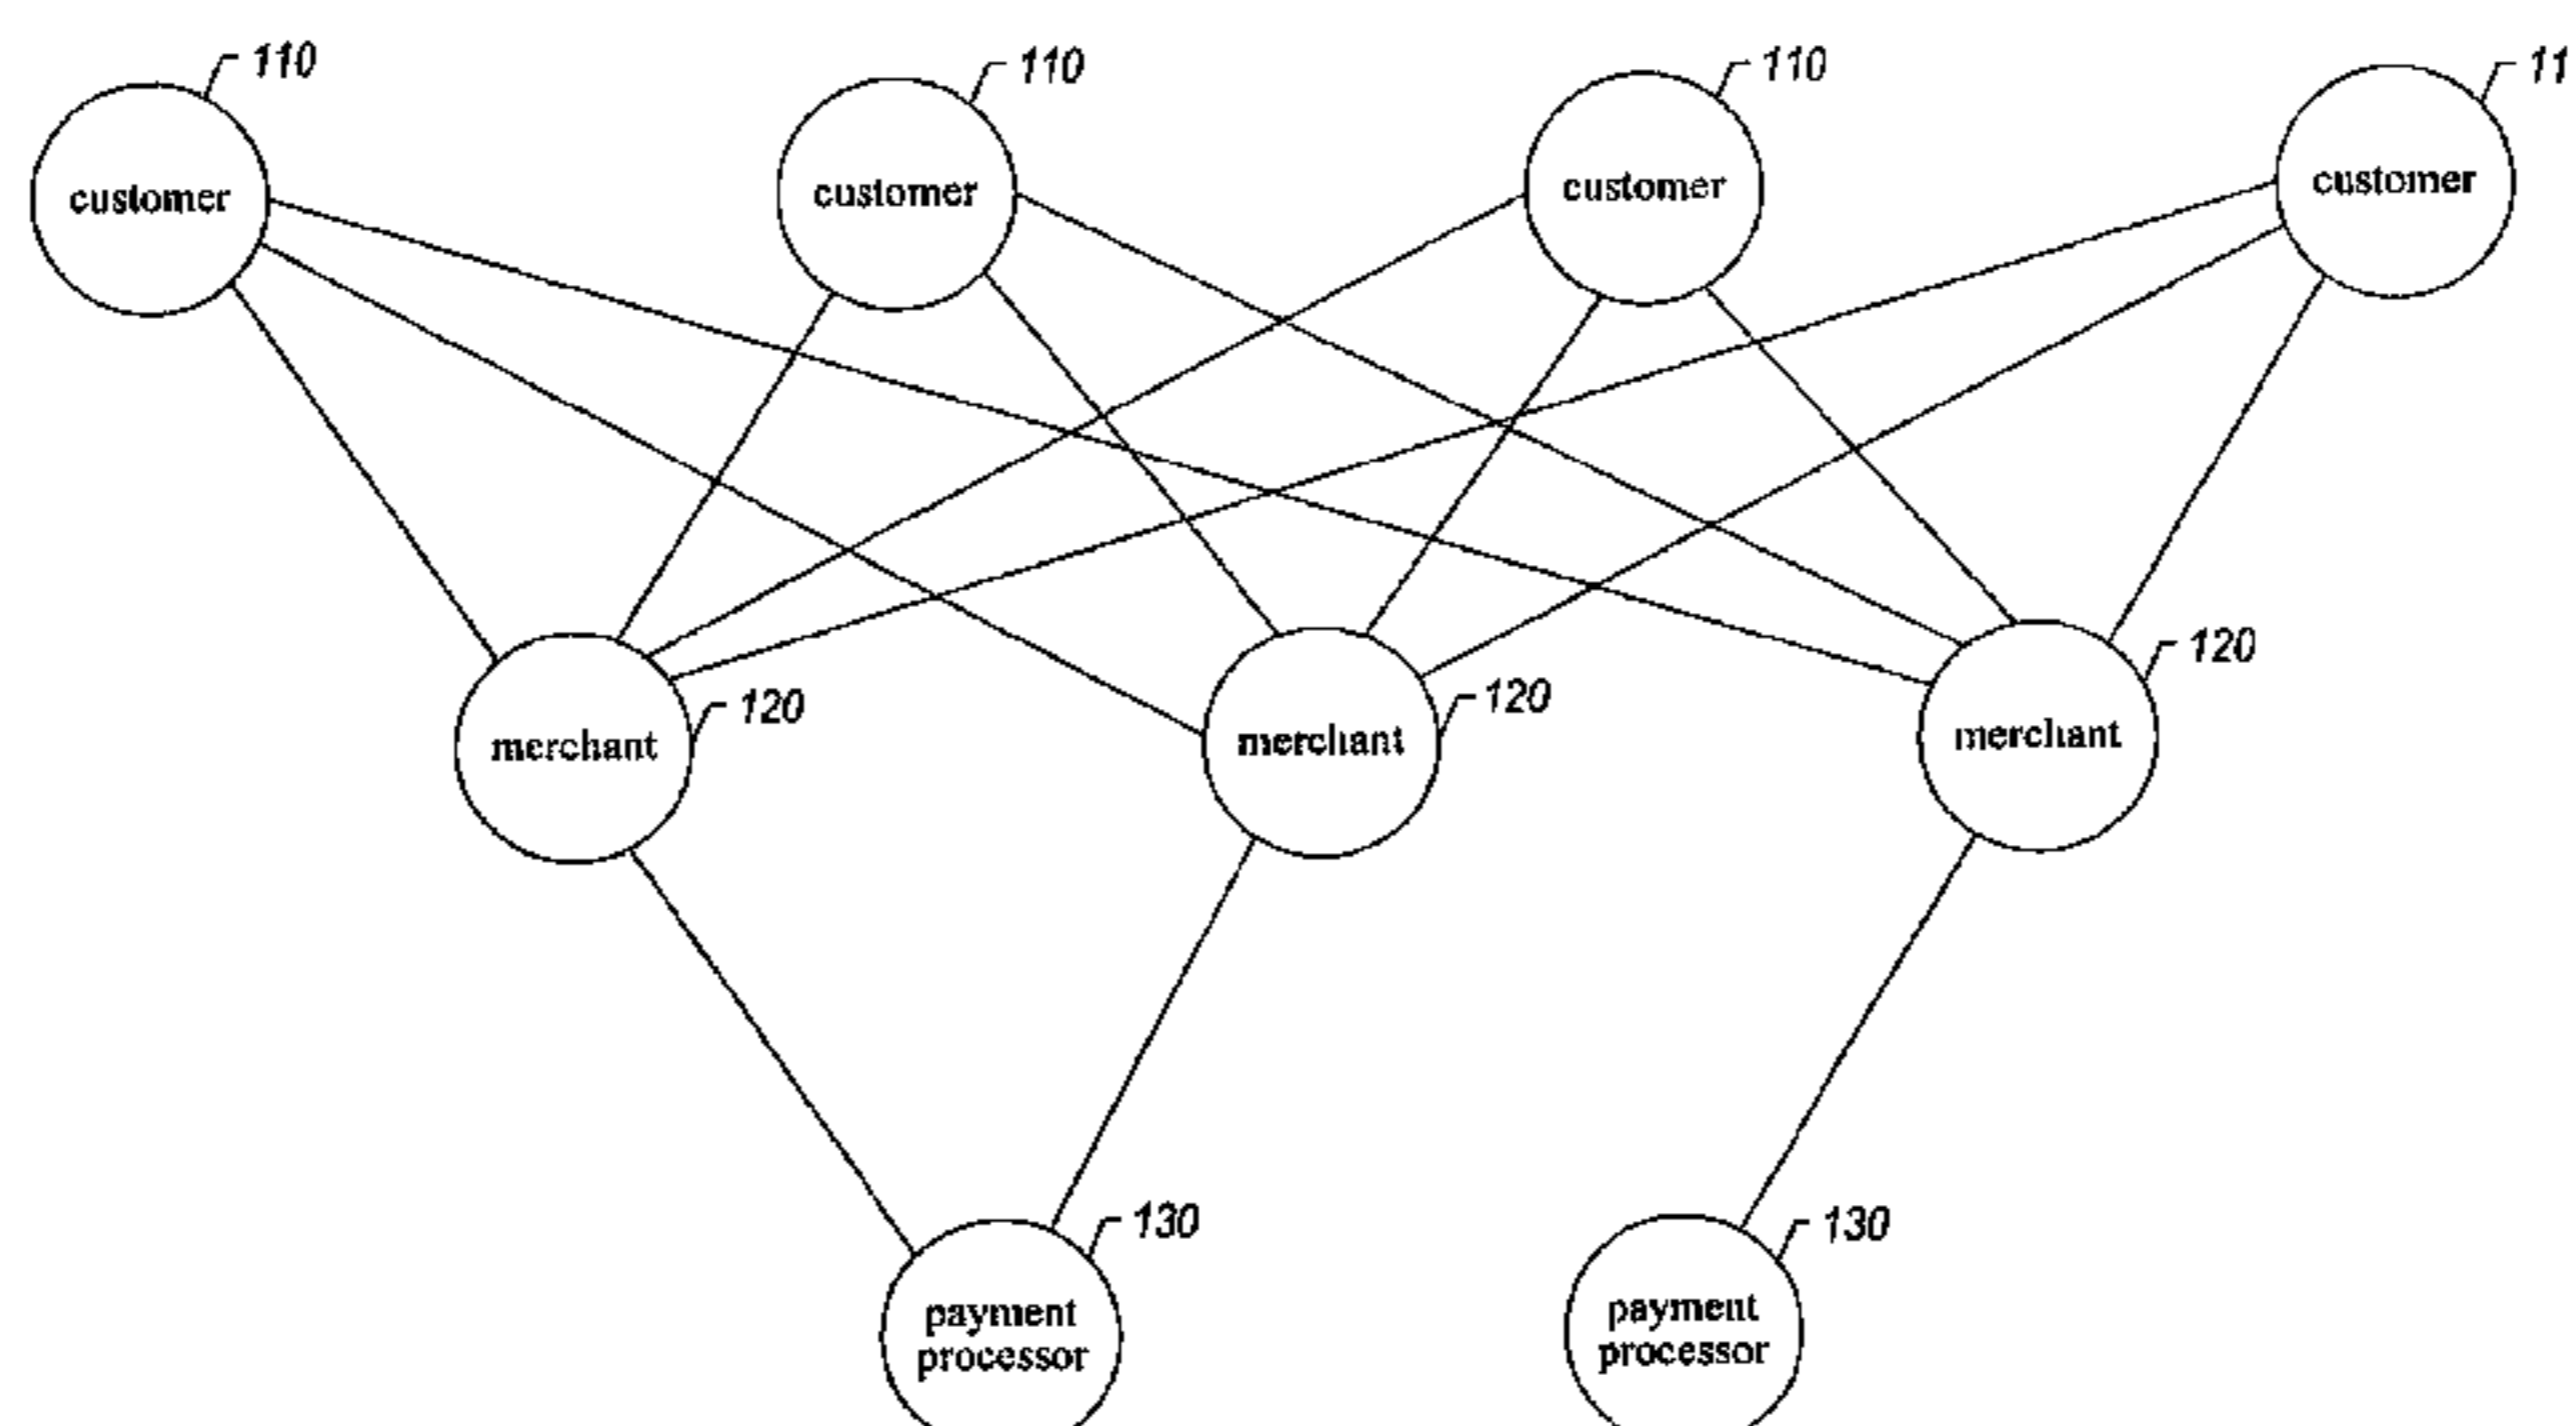 110
110
110
11
customer
customer
customer
customer
120
120
120
merchant
merchant
merchant
130
130
payment
processor
payment
processor